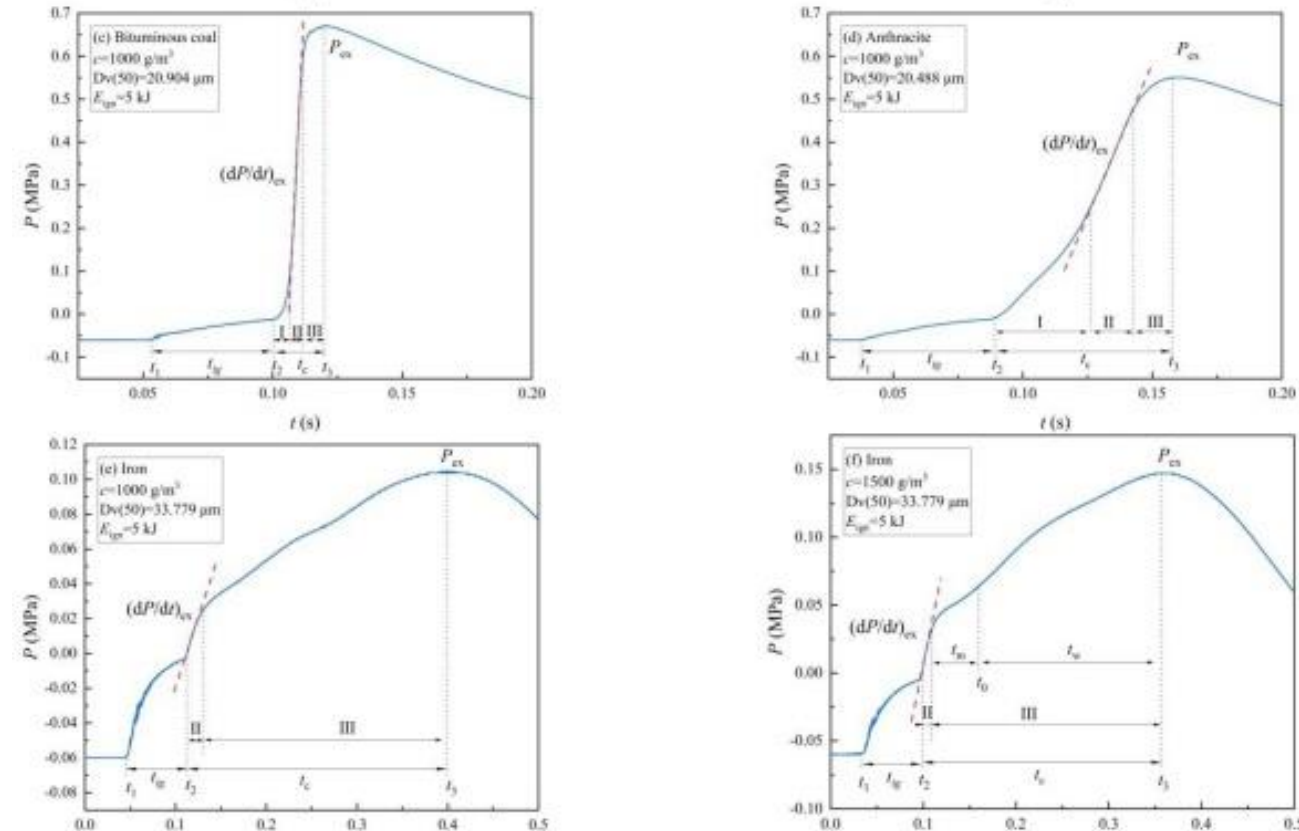 (c) Bituminous coal
c=1000 g/m³
Dv(50)=20.904 μm
E_ign=5 kJ
P_ex
(dP/dt)_ex
I II III
t_1 t_ig t_2 t_c t_3
0.7
0.6
0.5
0.4
0.3
0.2
0.1
0.0
-0.1
P (MPa)
0.05 0.10 0.15 0.20
t (s)
(d) Anthracite
c=1000 g/m³
Dv(50)=20.488 μm
E_ign=5 kJ
P_ex
(dP/dt)_ex
I II III
t_1 t_ig t_2 t_c t_3
0.7
0.6
0.5
0.4
0.3
0.2
0.1
0.0
-0.1
P (MPa)
0.05 0.10 0.15 0.20
t (s)
(e) Iron
c=1000 g/m³
Dv(50)=33.779 μm
E_ign=5 kJ
P_ex
(dP/dt)_ex
II III
t_1 t_ig t_2 t_c t_3
0.12
0.10
0.08
0.06
0.04
0.02
0.00
-0.02
-0.04
-0.06
-0.08
P (MPa)
0.0 0.1 0.2 0.3 0.4 0.5
(f) Iron
c=1500 g/m³
Dv(50)=33.779 μm
E_ign=5 kJ
P_ex
(dP/dt)_ex
t_m t_w
t_0
II III
t_1 t_ig t_2 t_c t_3
0.15
0.10
0.05
0.00
-0.05
-0.10
P (MPa)
0.0 0.1 0.2 0.3 0.4